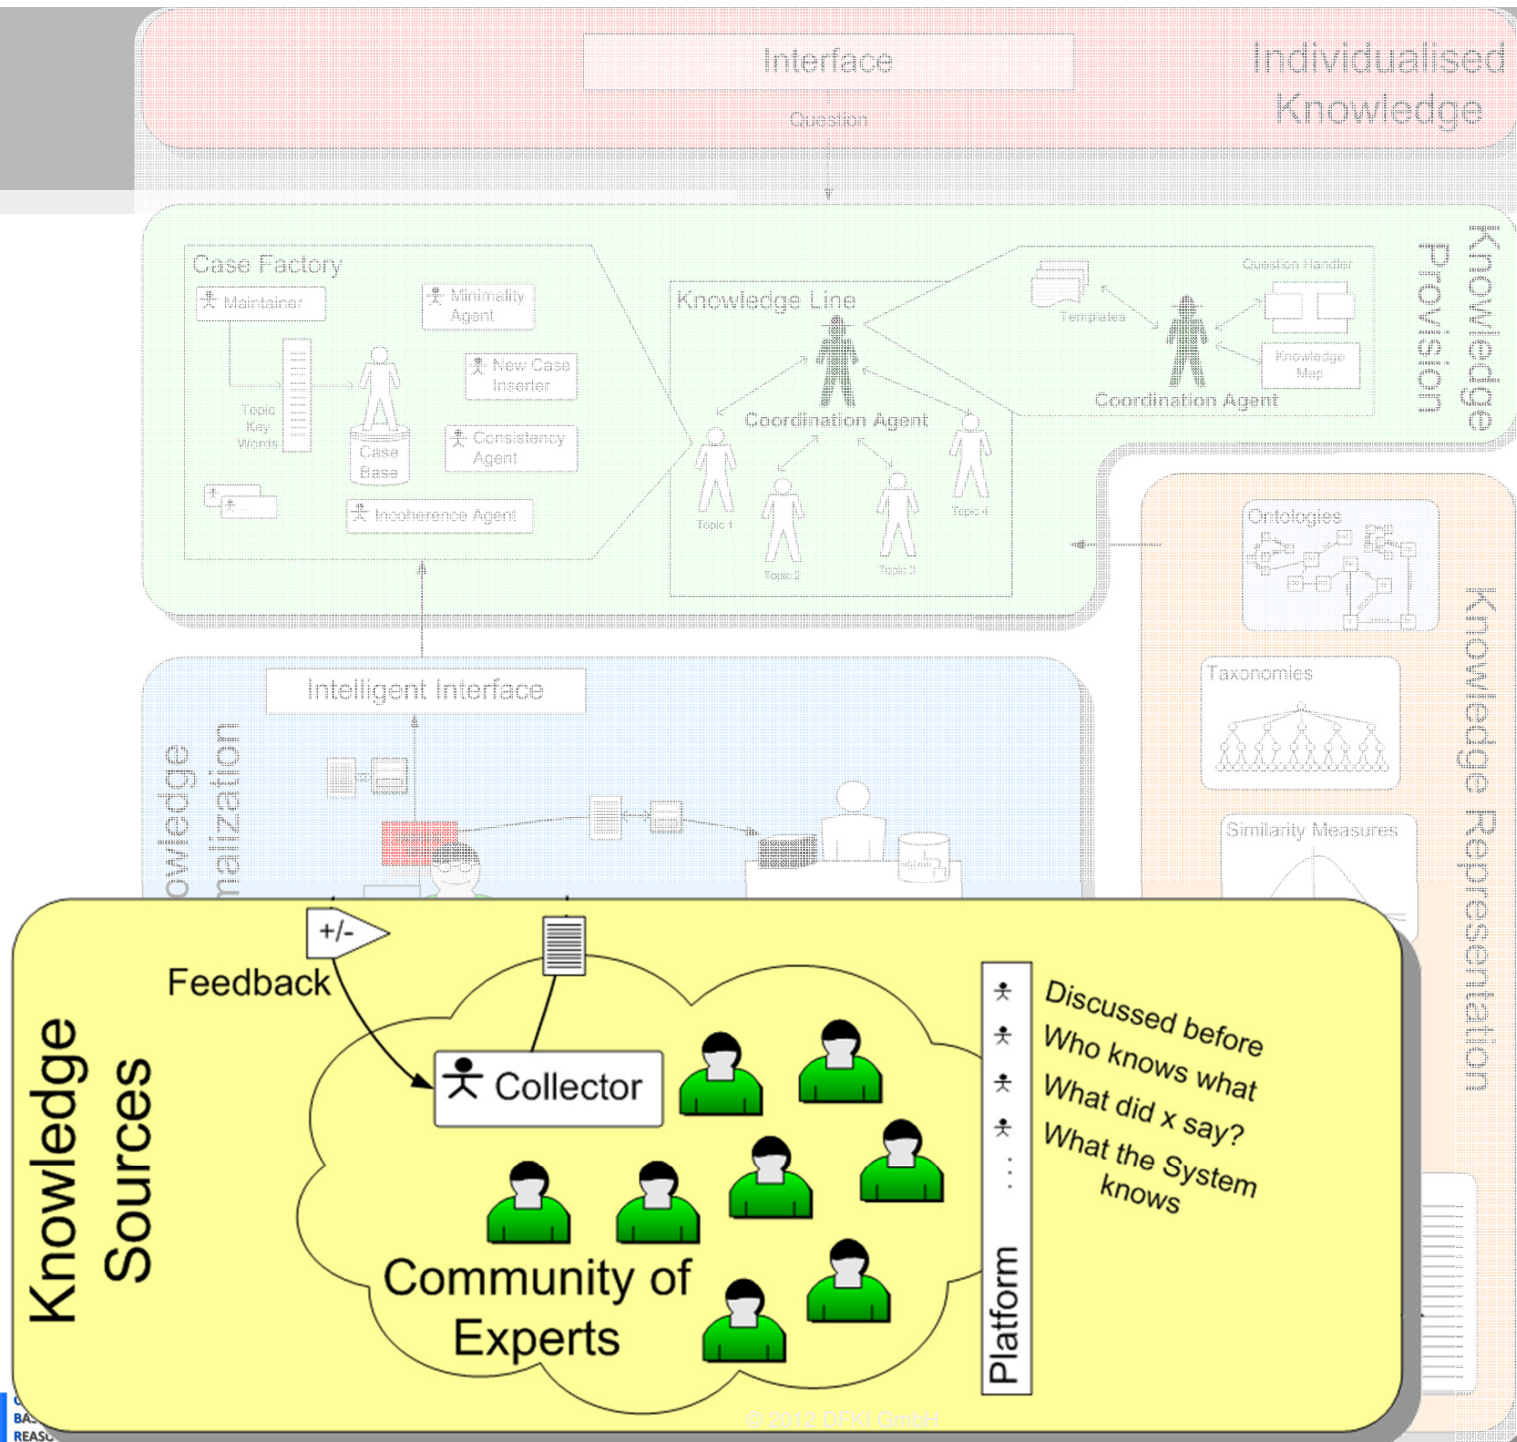 Interface
Individualised
Knowledge
Question
Case Factory
Maintainer
Minimality
Agent
New Case
Inserter
Topic
Key
Words
Case
Base
Consistency
Agent
Incoherence Agent
Knowledge Line
Coordination Agent
Topic 1
Topic 2
Topic 3
Topic 4
Templates
Question Handler
Knowledge
Map
Coordination Agent
Knowledge
Provision
Ontologies
Taxonomies
Similarity Measures
Knowledge Representation
Intelligent Interface
owledge
malization
+/-
Feedback
Collector
Knowledge
Sources
Community of
Experts
Platform
Discussed before
Who knows what
What did x say?
What the System
knows
...
© 2012 DFKI GmbH
BAS
REASO